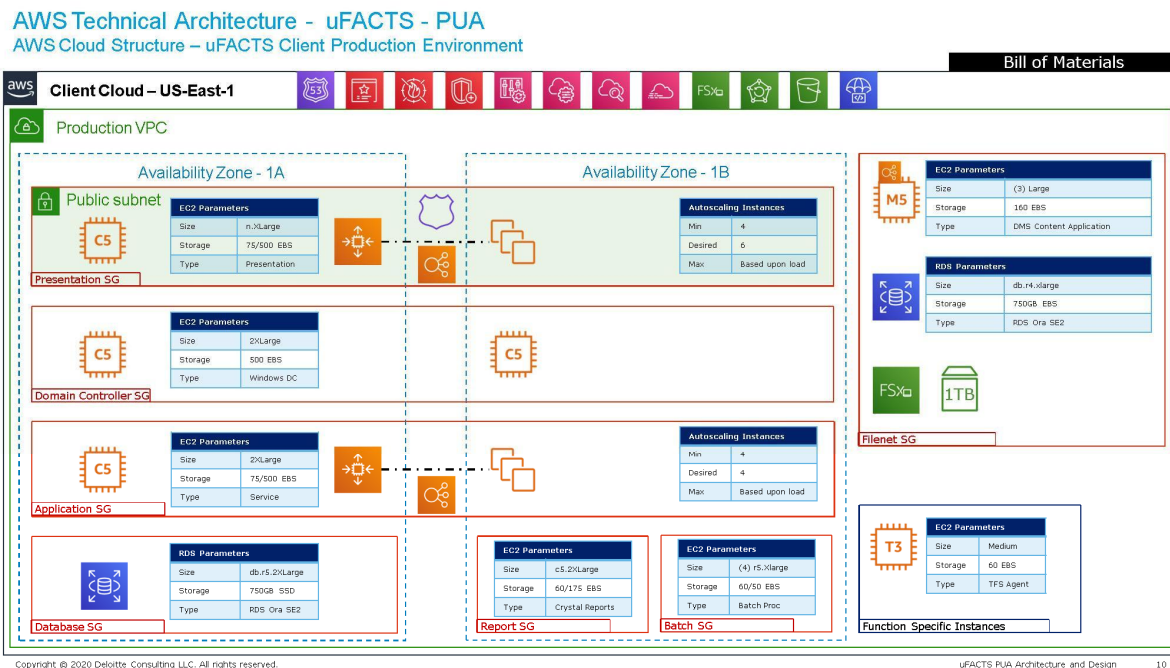 AWS Technical Architecture - uFACTS - PUA
AWS Cloud Structure – uFACTS Client Production Environment
Bill of Materials
aws
Client Cloud – US-East-1
53
FSx
Production VPC
Availability Zone - 1A
Availability Zone - 1B
Public subnet
C5
EC2 Parameters
Size n.XLarge
Storage 75/500 EBS
Type Presentation
Autoscaling Instances
Min 4
Desired 6
Max Based upon load
Presentation SG
C5
EC2 Parameters
Size 2XLarge
Storage 500 EBS
Type Windows DC
C5
Domain Controller SG
C5
EC2 Parameters
Size 2XLarge
Storage 75/500 EBS
Type Service
Autoscaling Instances
Min 4
Desired 4
Max Based upon load
Application SG
RDS Parameters
Size db.r5.2XLarge
Storage 750GB SSD
Type RDS Ora SE2
Database SG
EC2 Parameters
Size c5.2XLarge
Storage 60/175 EBS
Type Crystal Reports
Report SG
EC2 Parameters
Size (4) r5.Xlarge
Storage 60/50 EBS
Type Batch Proc
Batch SG
M5
EC2 Parameters
Size (3) Large
Storage 160 EBS
Type DMS Content Application
RDS Parameters
Size db.r4.xlarge
Storage 750GB EBS
Type RDS Ora SE2
FSx
1TB
Filenet SG
T3
EC2 Parameters
Size Medium
Storage 60 EBS
Type TFS Agent
Function Specific Instances
Copyright © 2020 Deloitte Consulting LLC. All rights reserved.
uFACTS PUA Architecture and Design 10